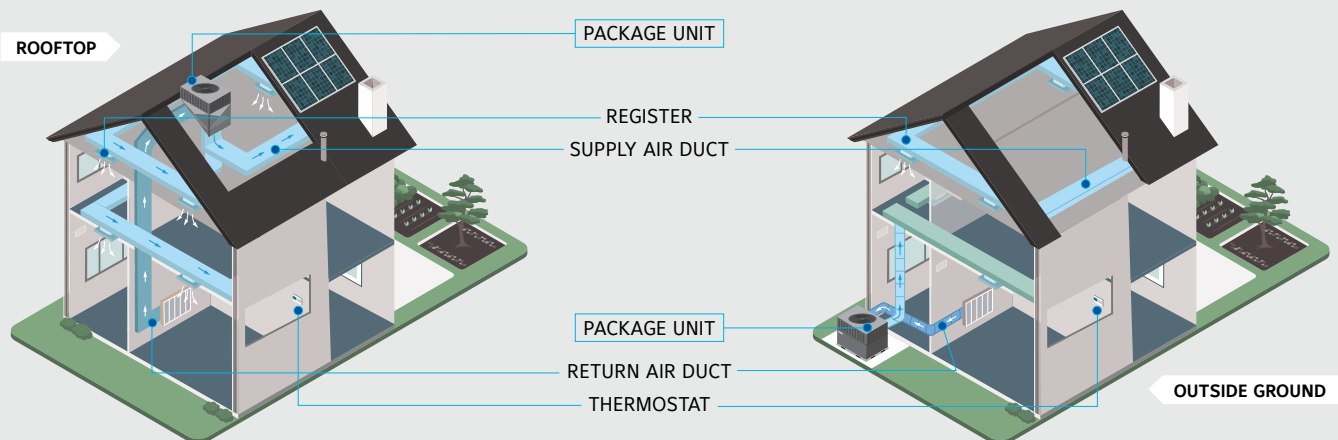 ROOFTOP
PACKAGE UNIT
REGISTER
SUPPLY AIR DUCT
PACKAGE UNIT
RETURN AIR DUCT
THERMOSTAT
OUTSIDE GROUND